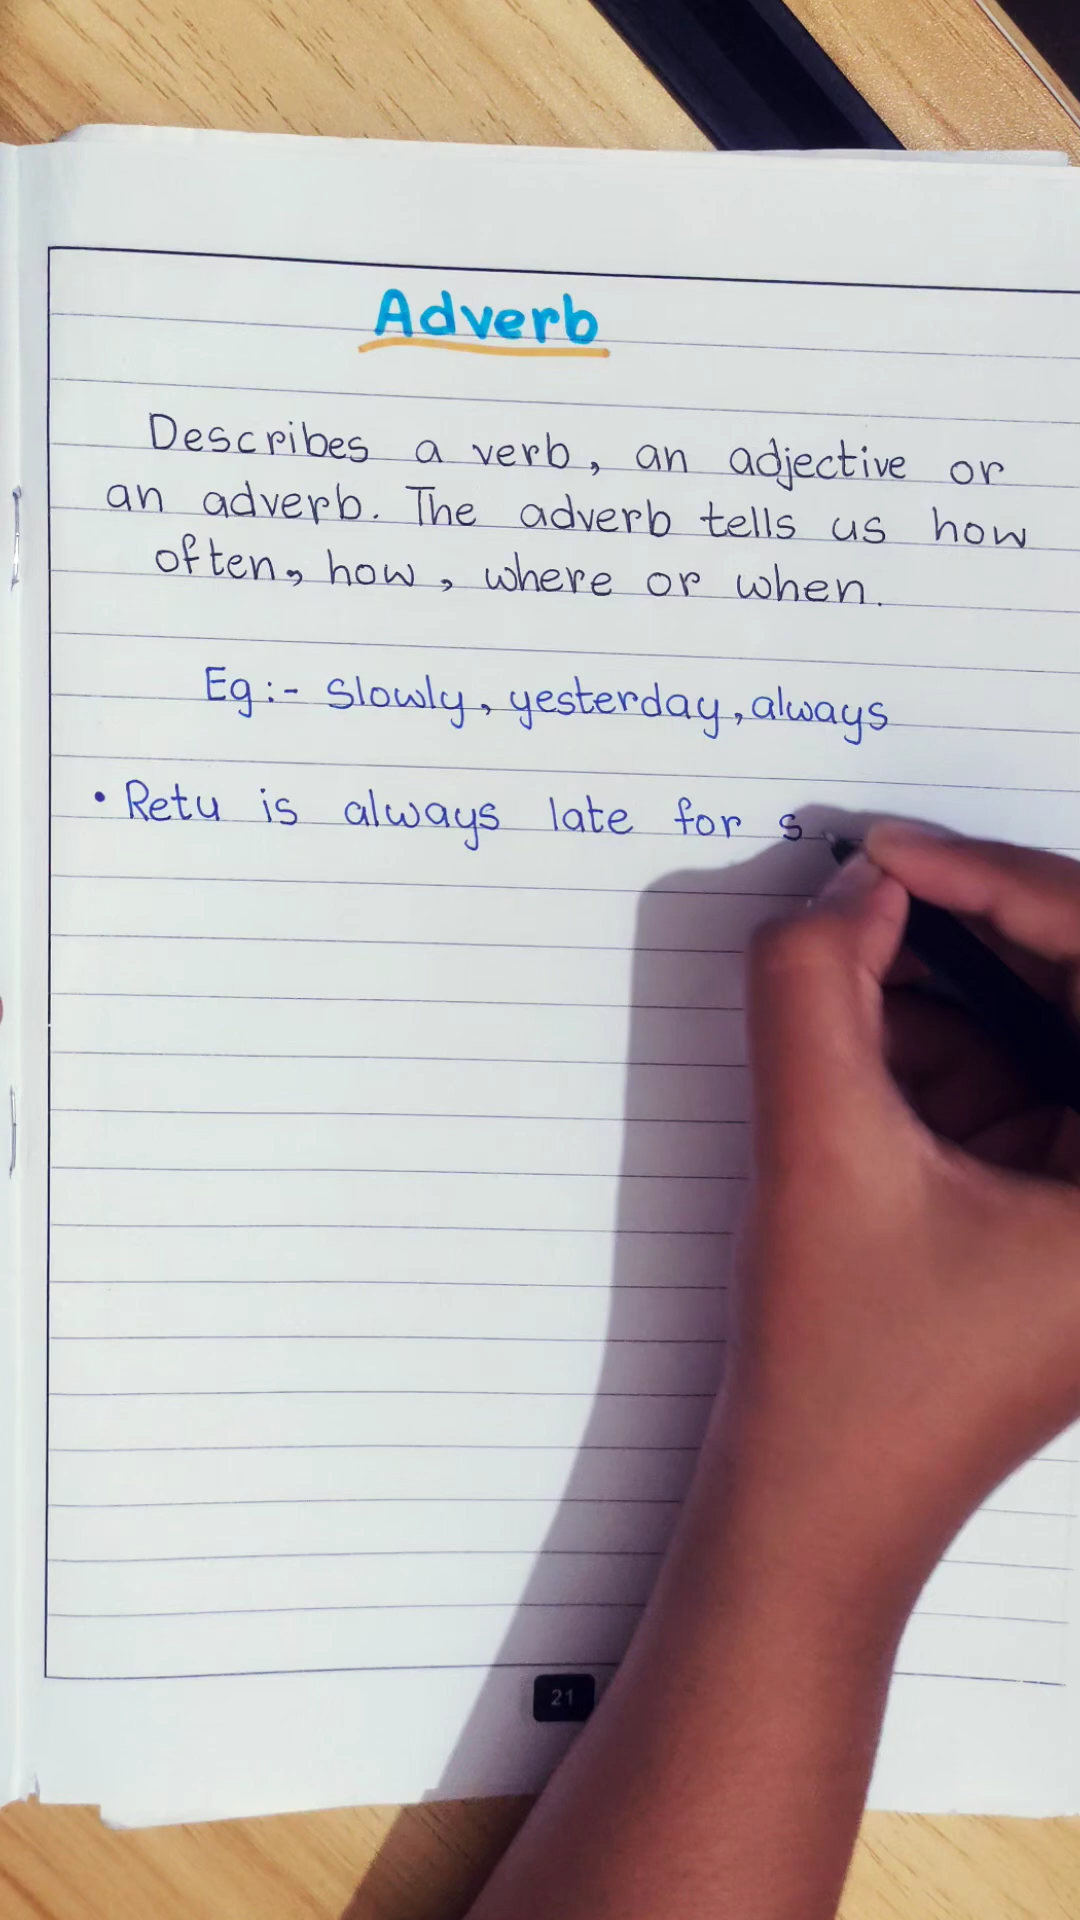 Adverb
Describes a verb, an adjective or
an adverb. The adverb tells us how
often, how, where or when.
Eg:- Slowly, yesterday, always
• Retu is always late for s
21